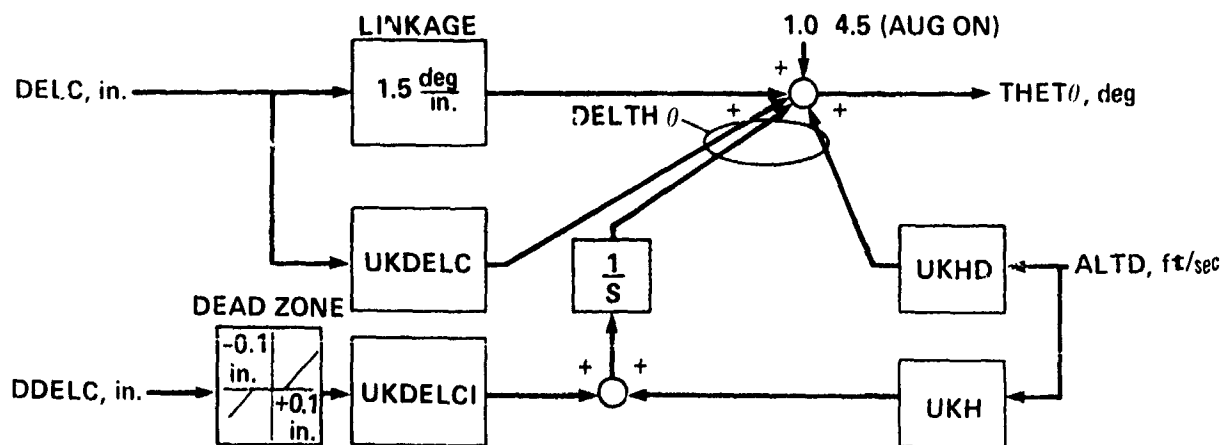 LINKAGE
1.0 4.5 (AUG ON)
DELC, in.
1.5 deg/in.
+
THETθ, deg
DELTH θ
+
+
UKDELC
1/S
UKHD
ALTD, ft/sec
DEAD ZONE
-0.1 in.
+0.1 in.
DDELC, in.
UKDELCI
+
+
UKH